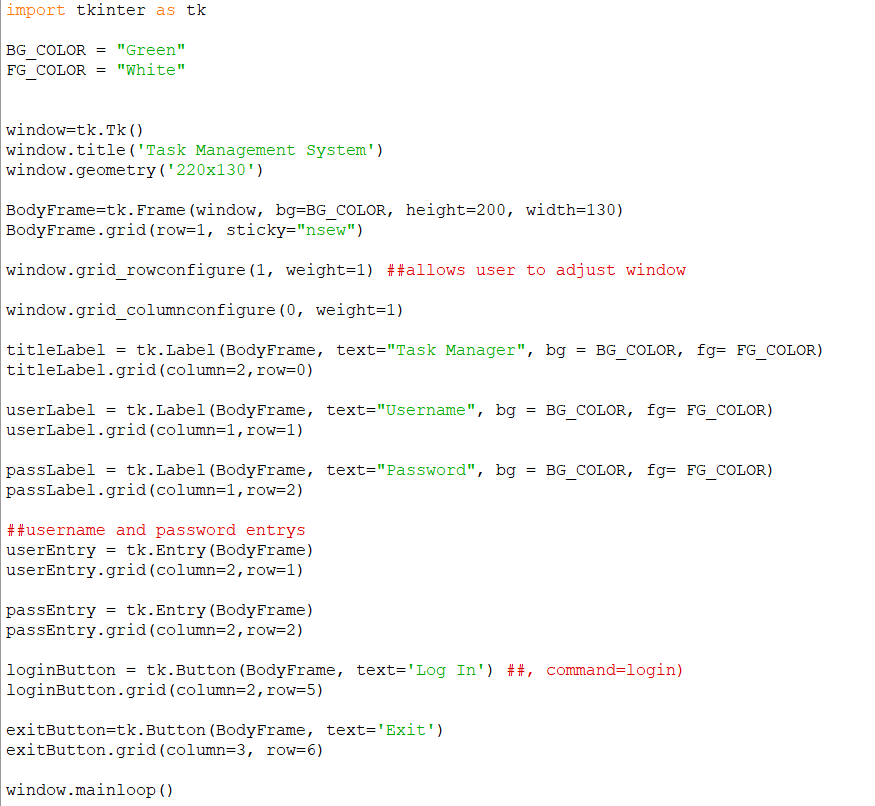 import tkinter as tk
BG_COLOR = "Green"
FG_COLOR = "White"
window=tk.Tk()
window.title('Task Management System')
window.geometry('220x130')
BodyFrame=tk.Frame(window, bg=BG_COLOR, height=200, width=130)
BodyFrame.grid(row=1, sticky="nsew")
window.grid_rowconfigure(1, weight=1) ##allows user to adjust window
window.grid_columnconfigure(0, weight=1)
titleLabel = tk.Label(BodyFrame, text="Task Manager", bg = BG_COLOR, fg= FG_COLOR)
titleLabel.grid(column=2,row=0)
userLabel = tk.Label(BodyFrame, text="Username", bg = BG_COLOR, fg= FG_COLOR)
userLabel.grid(column=1,row=1)
passLabel = tk.Label(BodyFrame, text="Password", bg = BG_COLOR, fg= FG_COLOR)
passLabel.grid(column=1,row=2)
##username and password entrys
userEntry = tk.Entry(BodyFrame)
userEntry.grid(column=2,row=1)
passEntry = tk.Entry(BodyFrame)
passEntry.grid(column=2,row=2)
loginButton = tk.Button(BodyFrame, text='Log In') ##, command=login)
loginButton.grid(column=2,row=5)
exitButton=tk.Button(BodyFrame, text='Exit')
exitButton.grid(column=3, row=6)
window.mainloop()